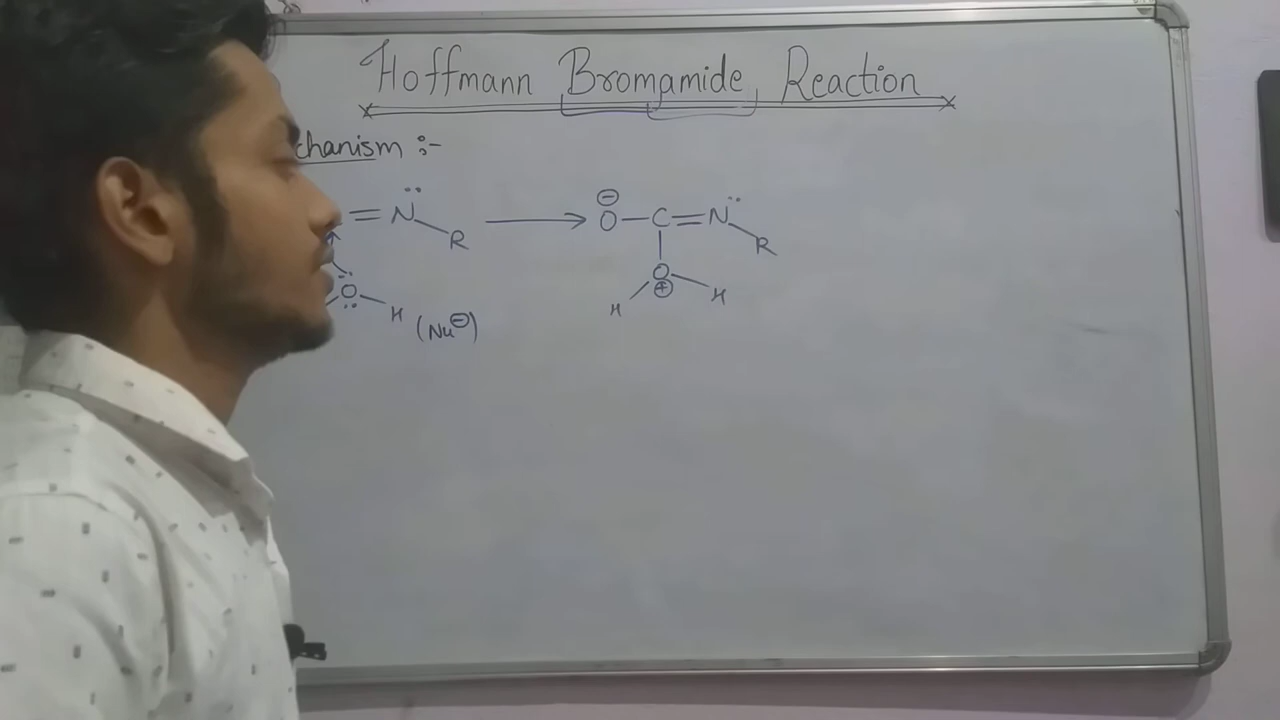 Hoffmann Bromamide Reaction
chanism :-
= N̈ R ⟶ ⊖ O — C = N̈ R
Ö H (Nu⊖) O ⊕ H H